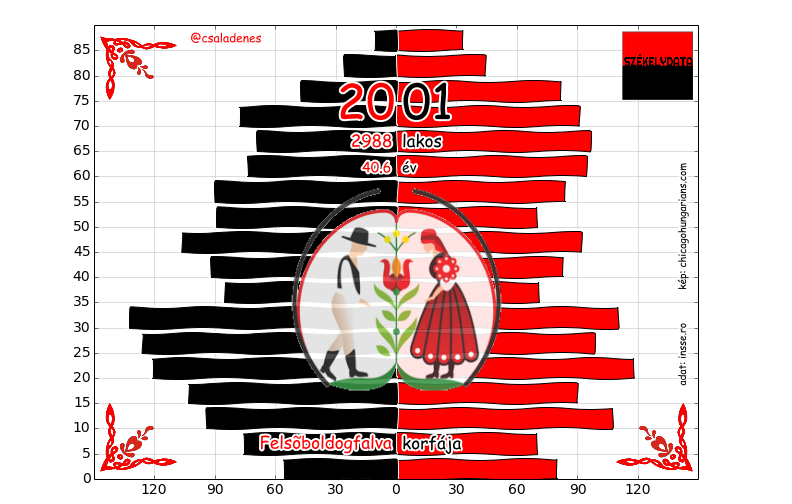 @csaladenes
SZÉKELYDATA
2001
2988 lakos
40.6 év
kép: chicagohungarians.com
adat: insse.ro
Felsõboldogfalva korfája
85
80
75
70
65
60
55
50
45
40
35
30
25
20
15
10
5
0
120 90 60 30 0 30 60 90 120